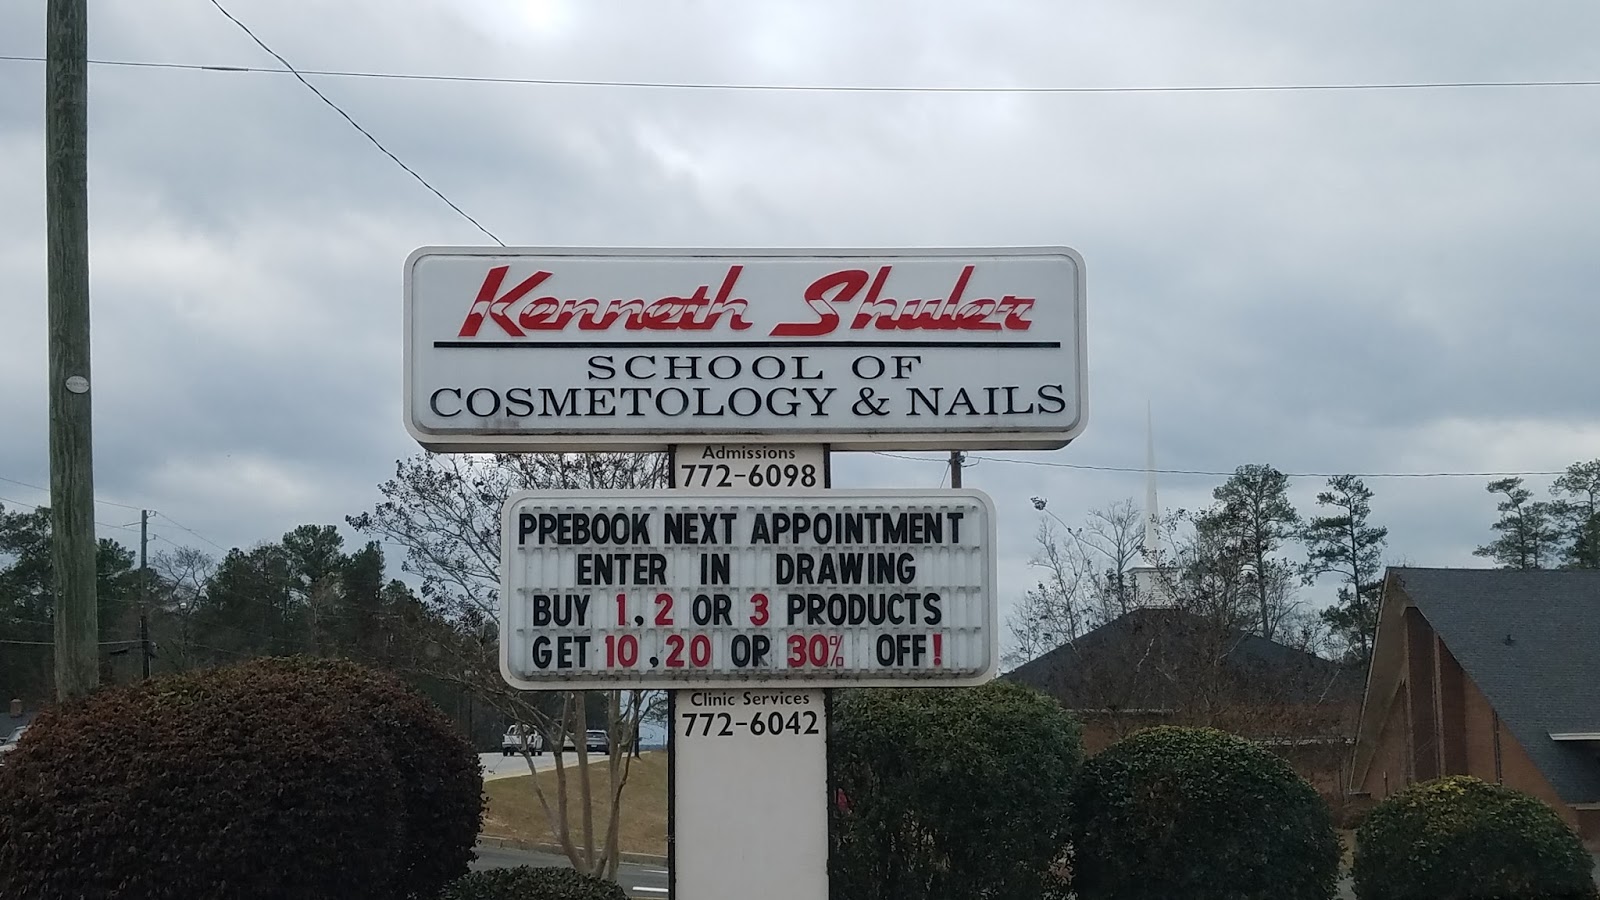 Kenneth Shuler
SCHOOL OF
COSMETOLOGY & NAILS
Admissions
772-6098
PREBOOK NEXT APPOINTMENT
ENTER IN DRAWING
BUY 1,2 OR 3 PRODUCTS
GET 10,20 OR 30% OFF!
Clinic Services
772-6042